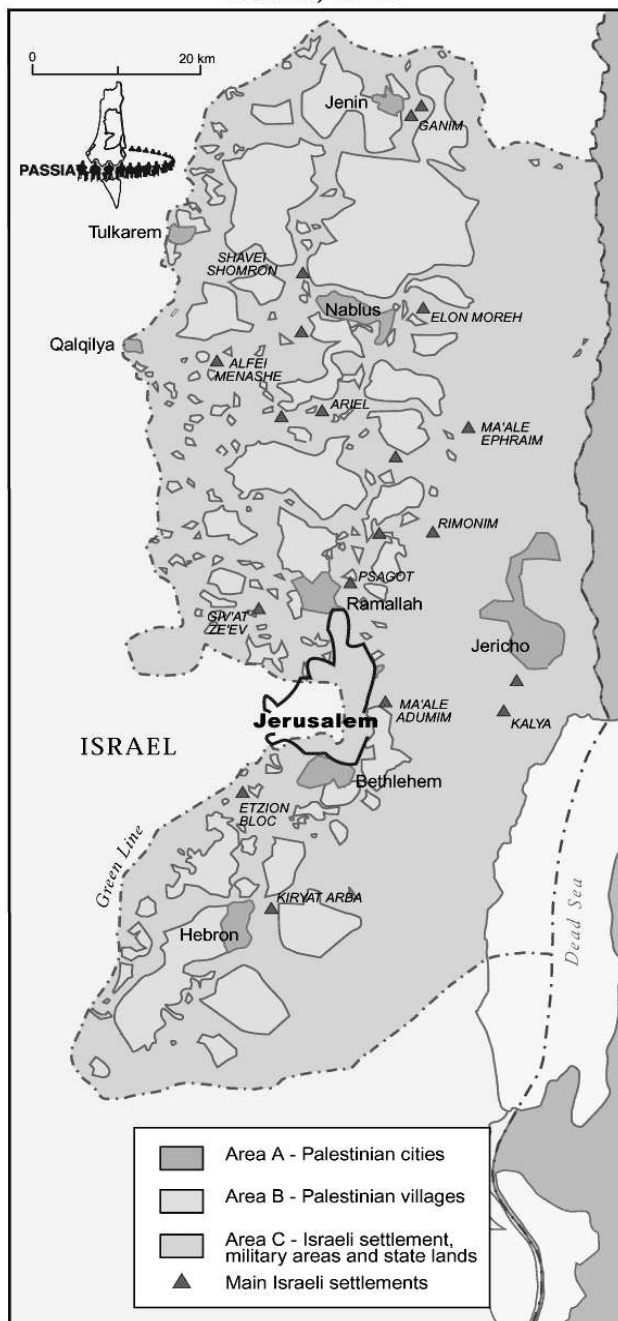 0
20 km
Jenin
GANIM
PASSIA
Tulkarem
SHAVEI
SHOMRON
Nablus
ELON MOREH
Qalqilya
ALFEI
MENASHE
ARIEL
MA'ALE
EPHRAIM
RIMONIM
PSAGOT
Ramallah
GIV'AT
ZE'EV
Jericho
Jerusalem
MA'ALE
ADUMIM
KALYA
ISRAEL
Bethlehem
ETZION
BLOC
Green Line
KIRYAT ARBA
Hebron
Dead Sea
Area A - Palestinian cities
Area B - Palestinian villages
Area C - Israeli settlement,
military areas and state lands
Main Israeli settlements